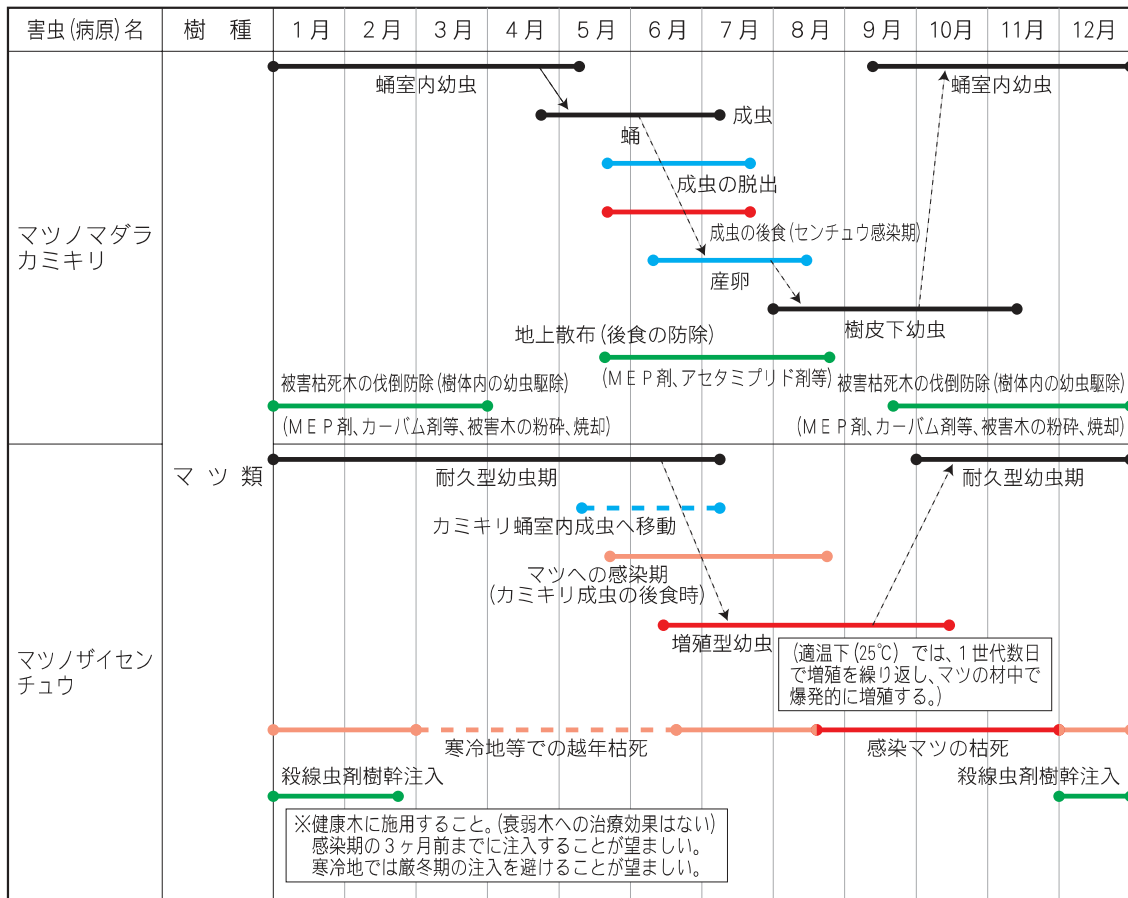 害虫(病原)名 樹 種 1月 2月 3月 4月 5月 6月 7月 8月 9月 10月 11月 12月
マツノマダラ
カミキリ
蛹室内幼虫
蛹室内幼虫
成虫
蛹
成虫の脱出
成虫の後食(センチュウ感染期)
産卵
樹皮下幼虫
地上散布(後食の防除)
(MEP剤、アセタミプリド剤等)
被害枯死木の伐倒防除(樹体内の幼虫駆除)
(MEP剤、カーバム剤等、被害木の粉砕、焼却)
被害枯死木の伐倒防除(樹体内の幼虫駆除)
(MEP剤、カーバム剤等、被害木の粉砕、焼却)
マツ類
マツノザイセン
チュウ
耐久型幼虫期
耐久型幼虫期
カミキリ蛹室内成虫へ移動
マツへの感染期
(カミキリ成虫の後食時)
増殖型幼虫
(適温下(25℃) では、1世代数日
で増殖を繰り返し、マツの材中で
爆発的に増殖する。)
寒冷地等での越年枯死
感染マツの枯死
殺線虫剤樹幹注入
殺線虫剤樹幹注入
※健康木に施用すること。(衰弱木への治療効果はない)
感染期の3ヶ月前までに注入することが望ましい。
寒冷地では厳冬期の注入を避けることが望ましい。